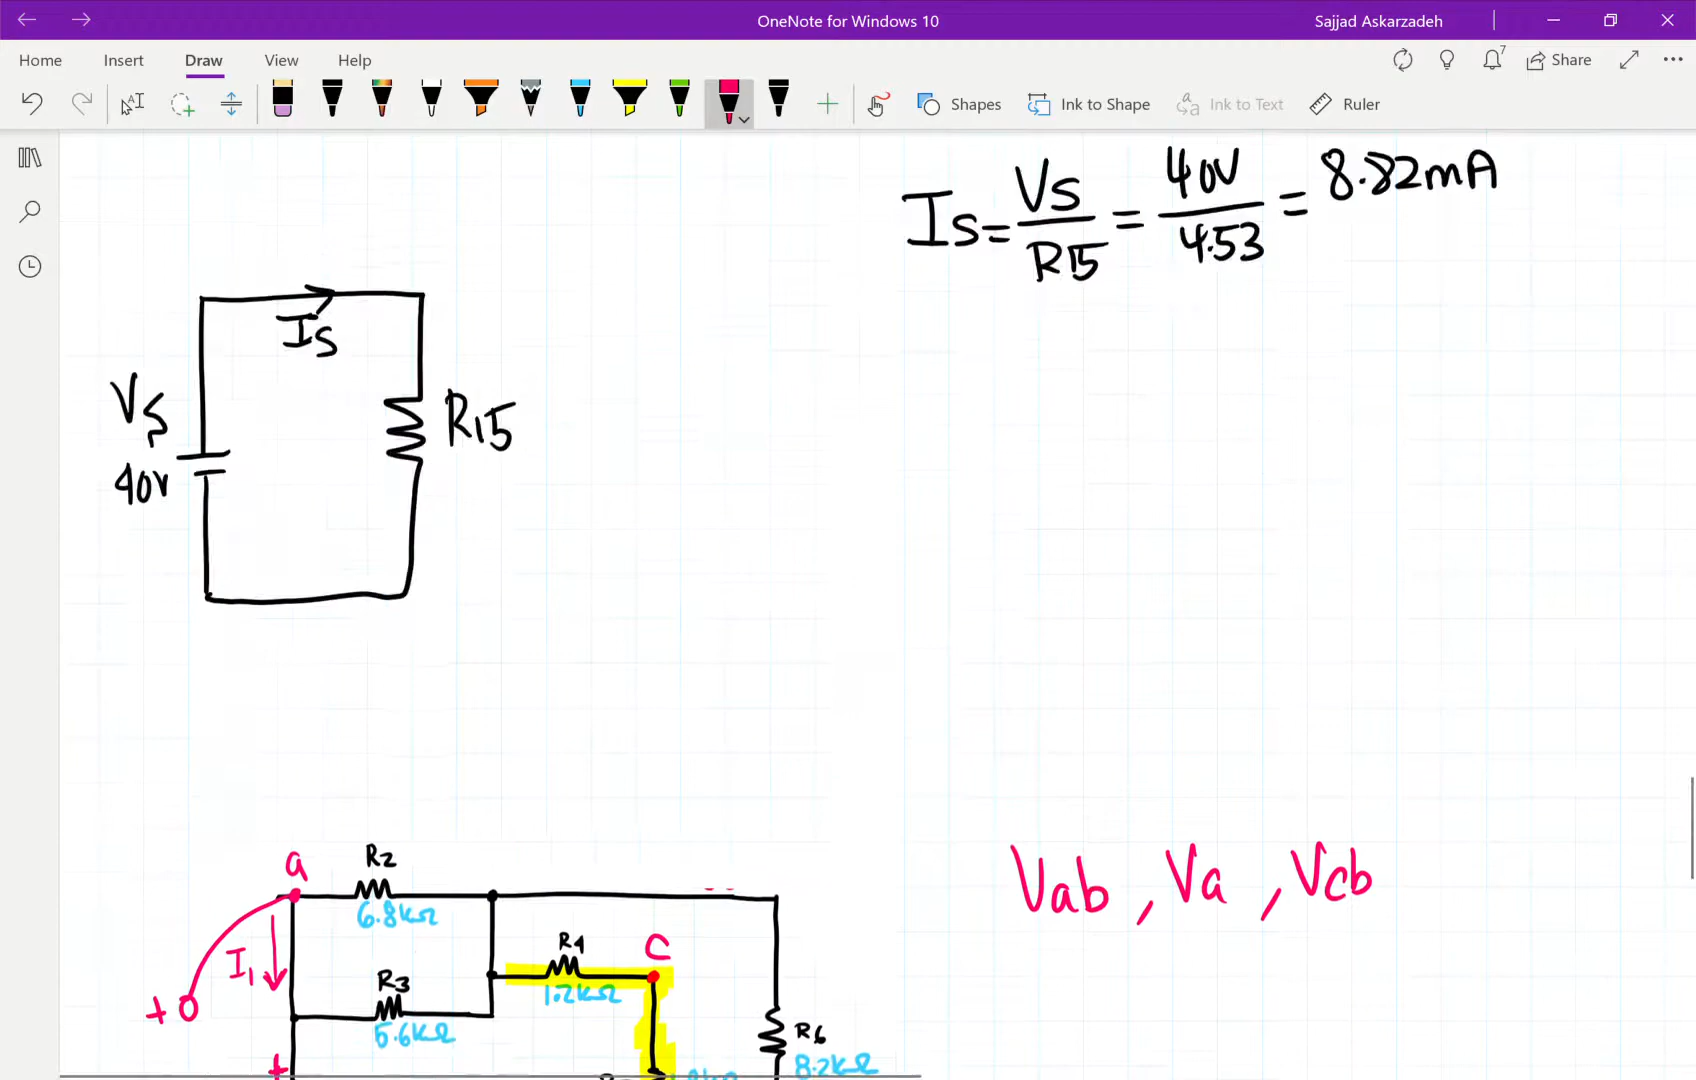 OneNote for Windows 10
Sajjad Askarzadeh
Home Insert Draw View Help
7
Share
Shapes
Ink to Shape
Ink to Text
Ruler
Is = Vs / R15 = 40V / 4.53 = 8.82mA
Is
Vs
40V
R15
a
R2
6.8kΩ
Vab , Va , Vcb
I1
R4
C
R3
1.2kΩ
+
5.6kΩ
R6
8.2kΩ
+